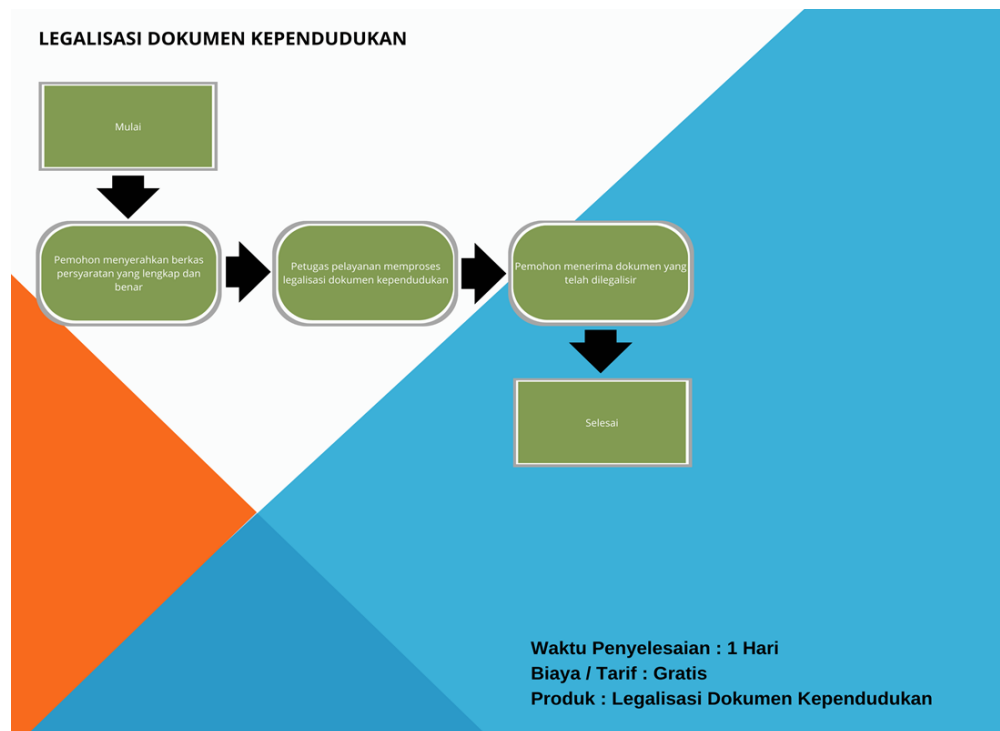 LEGALISASI DOKUMEN KEPENDUDUKAN
Mulai
Pemohon menyerahkan berkas
persyaratan yang lengkap dan
benar
Petugas pelayanan memproses
legalisasi dokumen kependudukan
Pemohon menerima dokumen yang
telah dilegalisir
Selesai
Waktu Penyelesaian : 1 Hari
Biaya / Tarif : Gratis
Produk : Legalisasi Dokumen Kependudukan